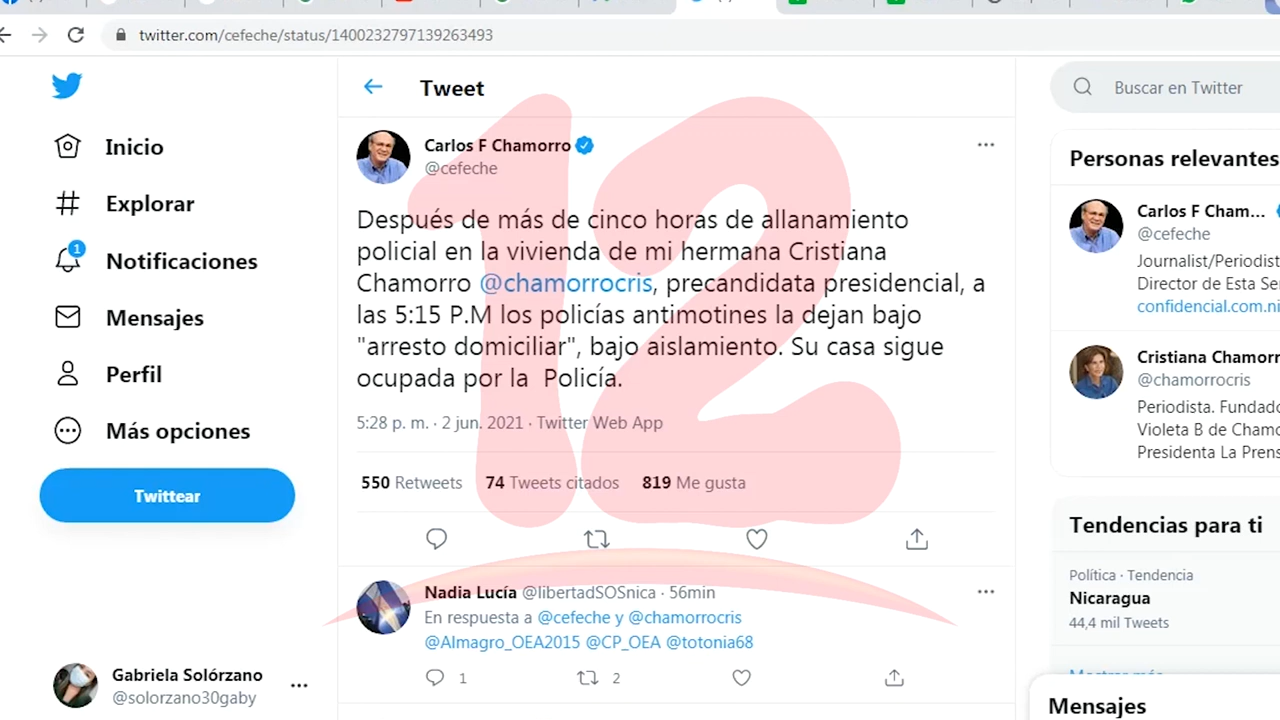 twitter.com/cefeche/status/1400232797139263493
Tweet
Buscar en Twitter
Inicio
Explorar
1
Notificaciones
Mensajes
Perfil
Más opciones
Twittear
Gabriela Solórzano
@solorzano30gaby
Carlos F Chamorro
@cefeche
Después de más de cinco horas de allanamiento
policial en la vivienda de mi hermana Cristiana
Chamorro @chamorrocris, precandidata presidencial, a
las 5:15 P.M los policías antimotines la dejan bajo
"arresto domiciliar", bajo aislamiento. Su casa sigue
ocupada por la Policía.
5:28 p. m. · 2 jun. 2021 · Twitter Web App
550 Retweets 74 Tweets citados 819 Me gusta
Nadia Lucía @libertadSOSnica · 56min
En respuesta a @cefeche y @chamorrocris
@Almagro_OEA2015 @CP_OEA @totonia68
1 2
12
Personas relevantes
Carlos F Cham...
@cefeche
Journalist/Periodist
Director de Esta Se
confidencial.com.ni
Cristiana Chamorr
@chamorrocris
Periodista. Fundado
Violeta B de Chamo
Presidenta La Prens
Tendencias para ti
Política · Tendencia
Nicaragua
44,4 mil Tweets
Mostrar más
Mensajes